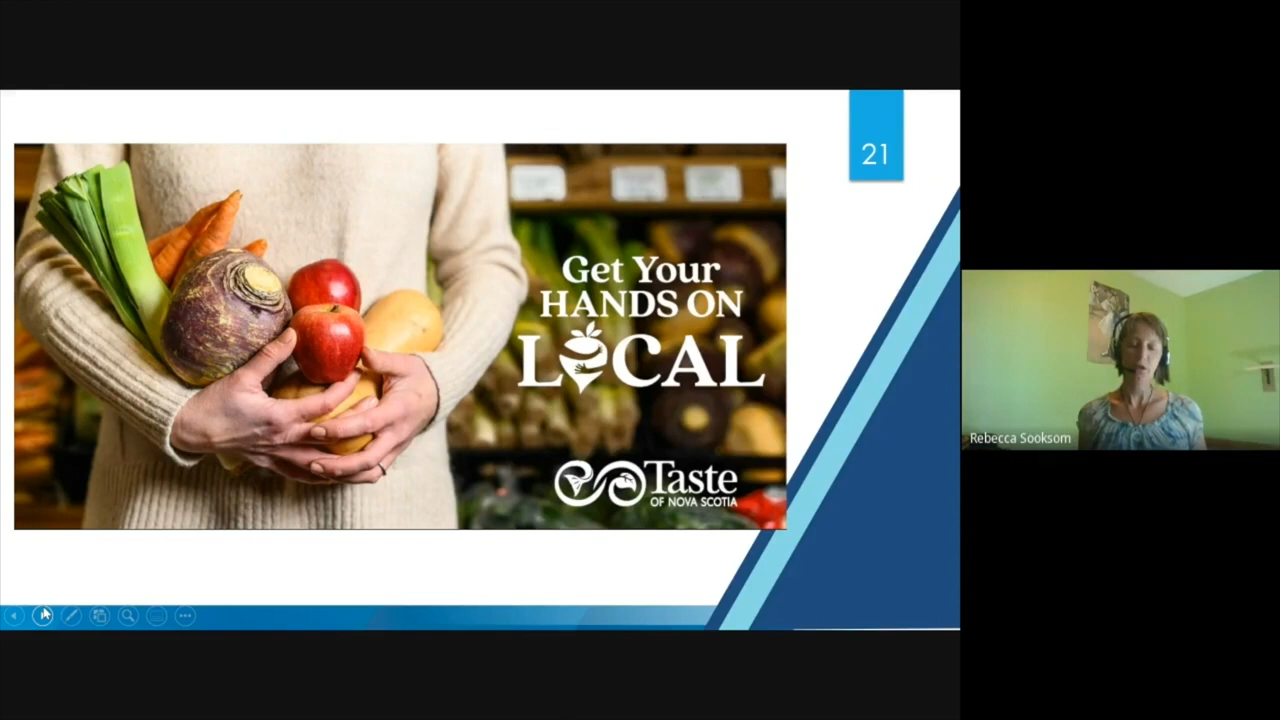 21
Get Your
HANDS ON
LOCAL
Taste
OF NOVA SCOTIA
Rebecca Sooksom